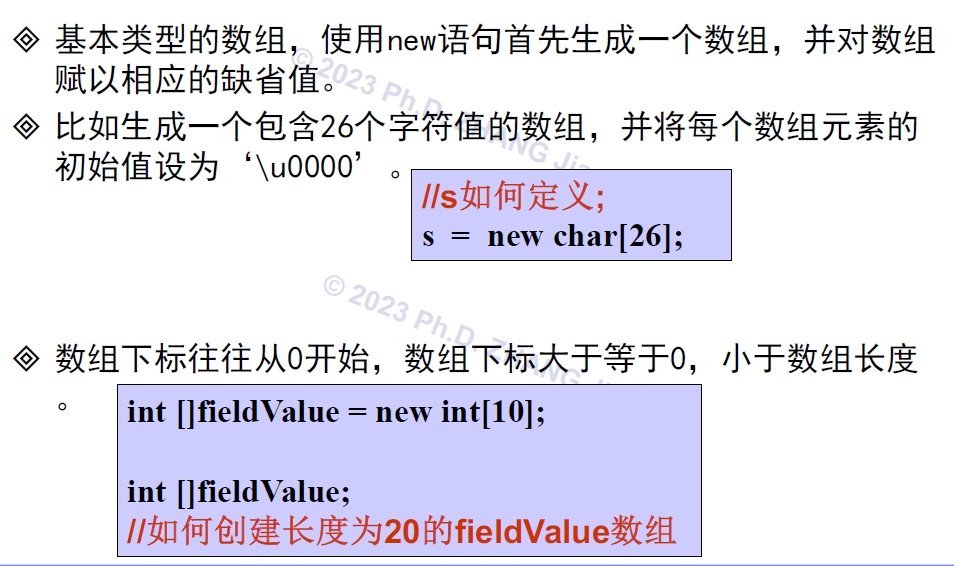 基本类型的数组，使用new语句首先生成一个数组，并对数组
赋以相应的缺省值。
比如生成一个包含26个字符值的数组，并将每个数组元素的
初始值设为‘\u0000’。
//s如何定义;
s = new char[26];
数组下标往往从0开始，数组下标大于等于0，小于数组长度
。
int []fieldValue = new int[10];
int []fieldValue;
//如何创建长度为20的fieldValue数组
© 2023 Ph.D. ZHANG Jia
© 2023 Ph.D. ZHANG